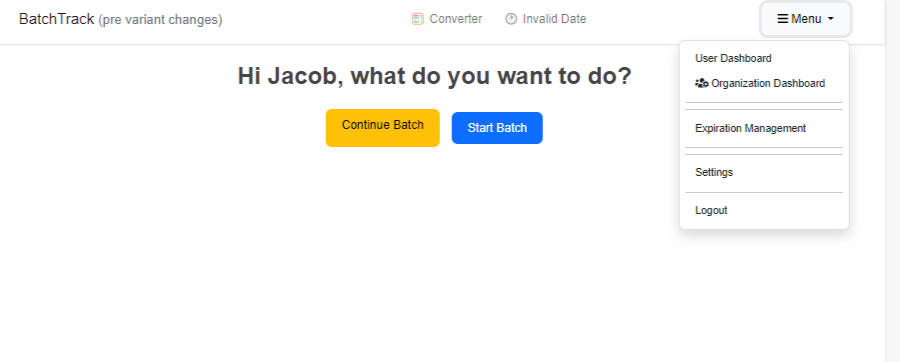 BatchTrack (pre variant changes)
Converter
Invalid Date
Menu
User Dashboard
Organization Dashboard
Expiration Management
Settings
Logout
Hi Jacob, what do you want to do?
Continue Batch
Start Batch